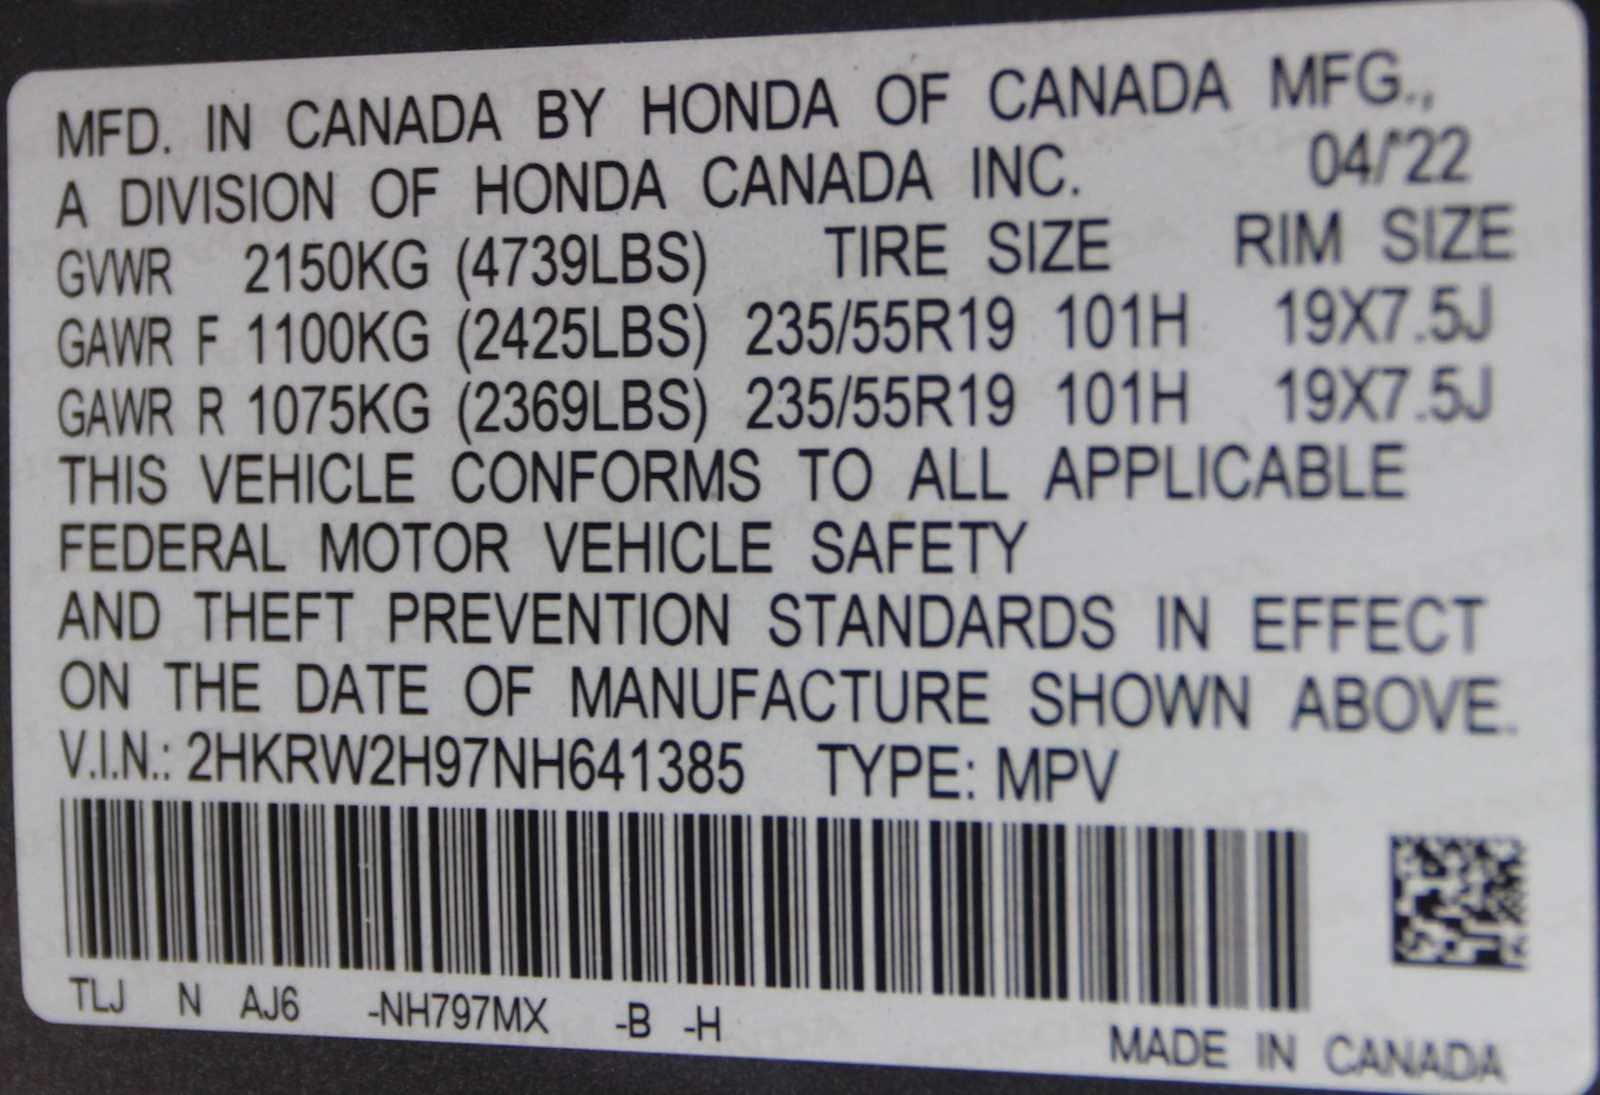 MFD. IN CANADA BY HONDA OF CANADA MFG.,
A DIVISION OF HONDA CANADA INC. 04/'22
GVWR 2150KG (4739LBS) TIRE SIZE RIM SIZE
GAWR F 1100KG (2425LBS) 235/55R19 101H 19X7.5J
GAWR R 1075KG (2369LBS) 235/55R19 101H 19X7.5J
THIS VEHICLE CONFORMS TO ALL APPLICABLE
FEDERAL MOTOR VEHICLE SAFETY
AND THEFT PREVENTION STANDARDS IN EFFECT
ON THE DATE OF MANUFACTURE SHOWN ABOVE.
V.I.N.: 2HKRW2H97NH641385 TYPE: MPV
TLJ N AJ6 -NH797MX -B -H
MADE IN CANADA